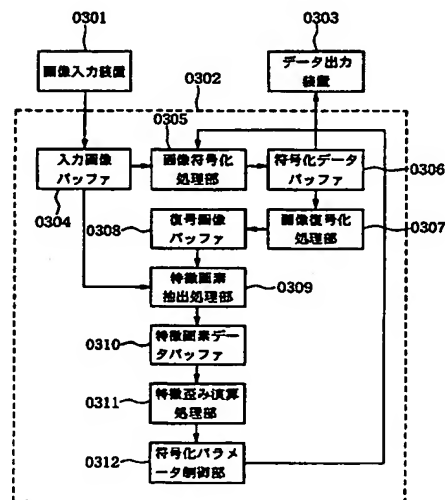 0301
0303
画像入力装置
データ出力
装置
0302
0305
入力画像
バッファ
画像符号化
処理部
符号化データ
バッファ
0306
0304
0308
復号画像
バッファ
画像復号化
処理部
0307
特徴画素
抽出処理部
0309
0310
特徴画素デー
タバッファ
0311
特徴歪み演算
処理部
0312
符号化パラメ
ータ制御部